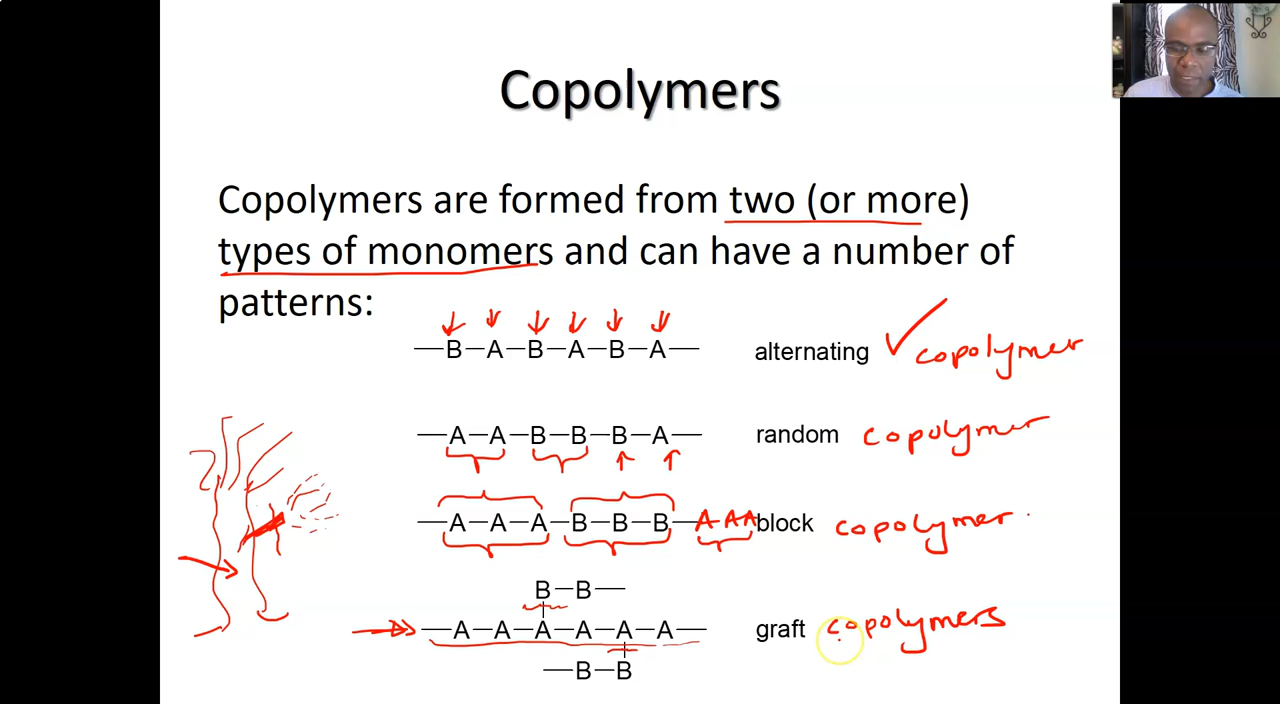 Copolymers
Copolymers are formed from two (or more)
types of monomers and can have a number of
patterns:
—B—A—B—A—B—A— alternating copolymer
—A—A—B—B—B—A— random copolymer
—A—A—A—B—B—B—A-AA block copolymer.
B—B—
—A—A—A—A—A—A— graft copolymers
—B—B